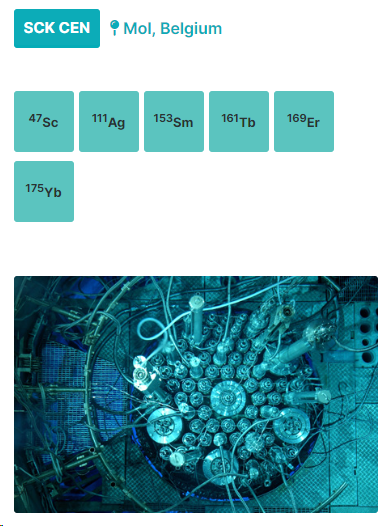 SCK CEN Mol, Belgium
⁴⁷Sc ¹¹¹Ag ¹⁵³Sm ¹⁶¹Tb ¹⁶⁹Er
¹⁷⁵Yb